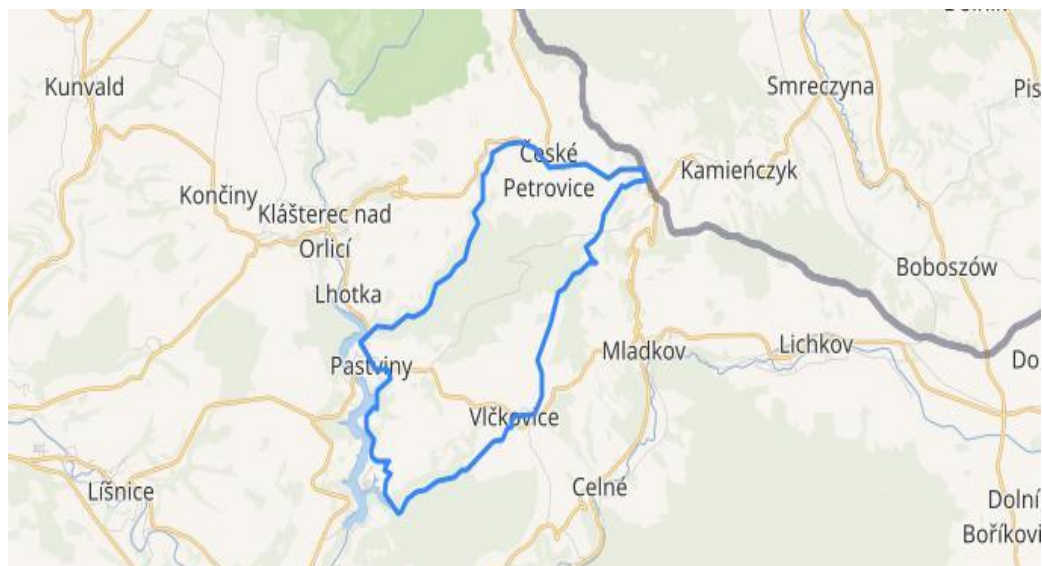 Kunvald
Smreczyna
Pis
České
Petrovice
Kamieńczyk
Končiny
Klášterec nad
Orlicí
Boboszów
Lhotka
Pastviny
Mladkov
Lichkov
Do
Vlčkovice
Líšnice
Celné
Dolní
Boříkovi